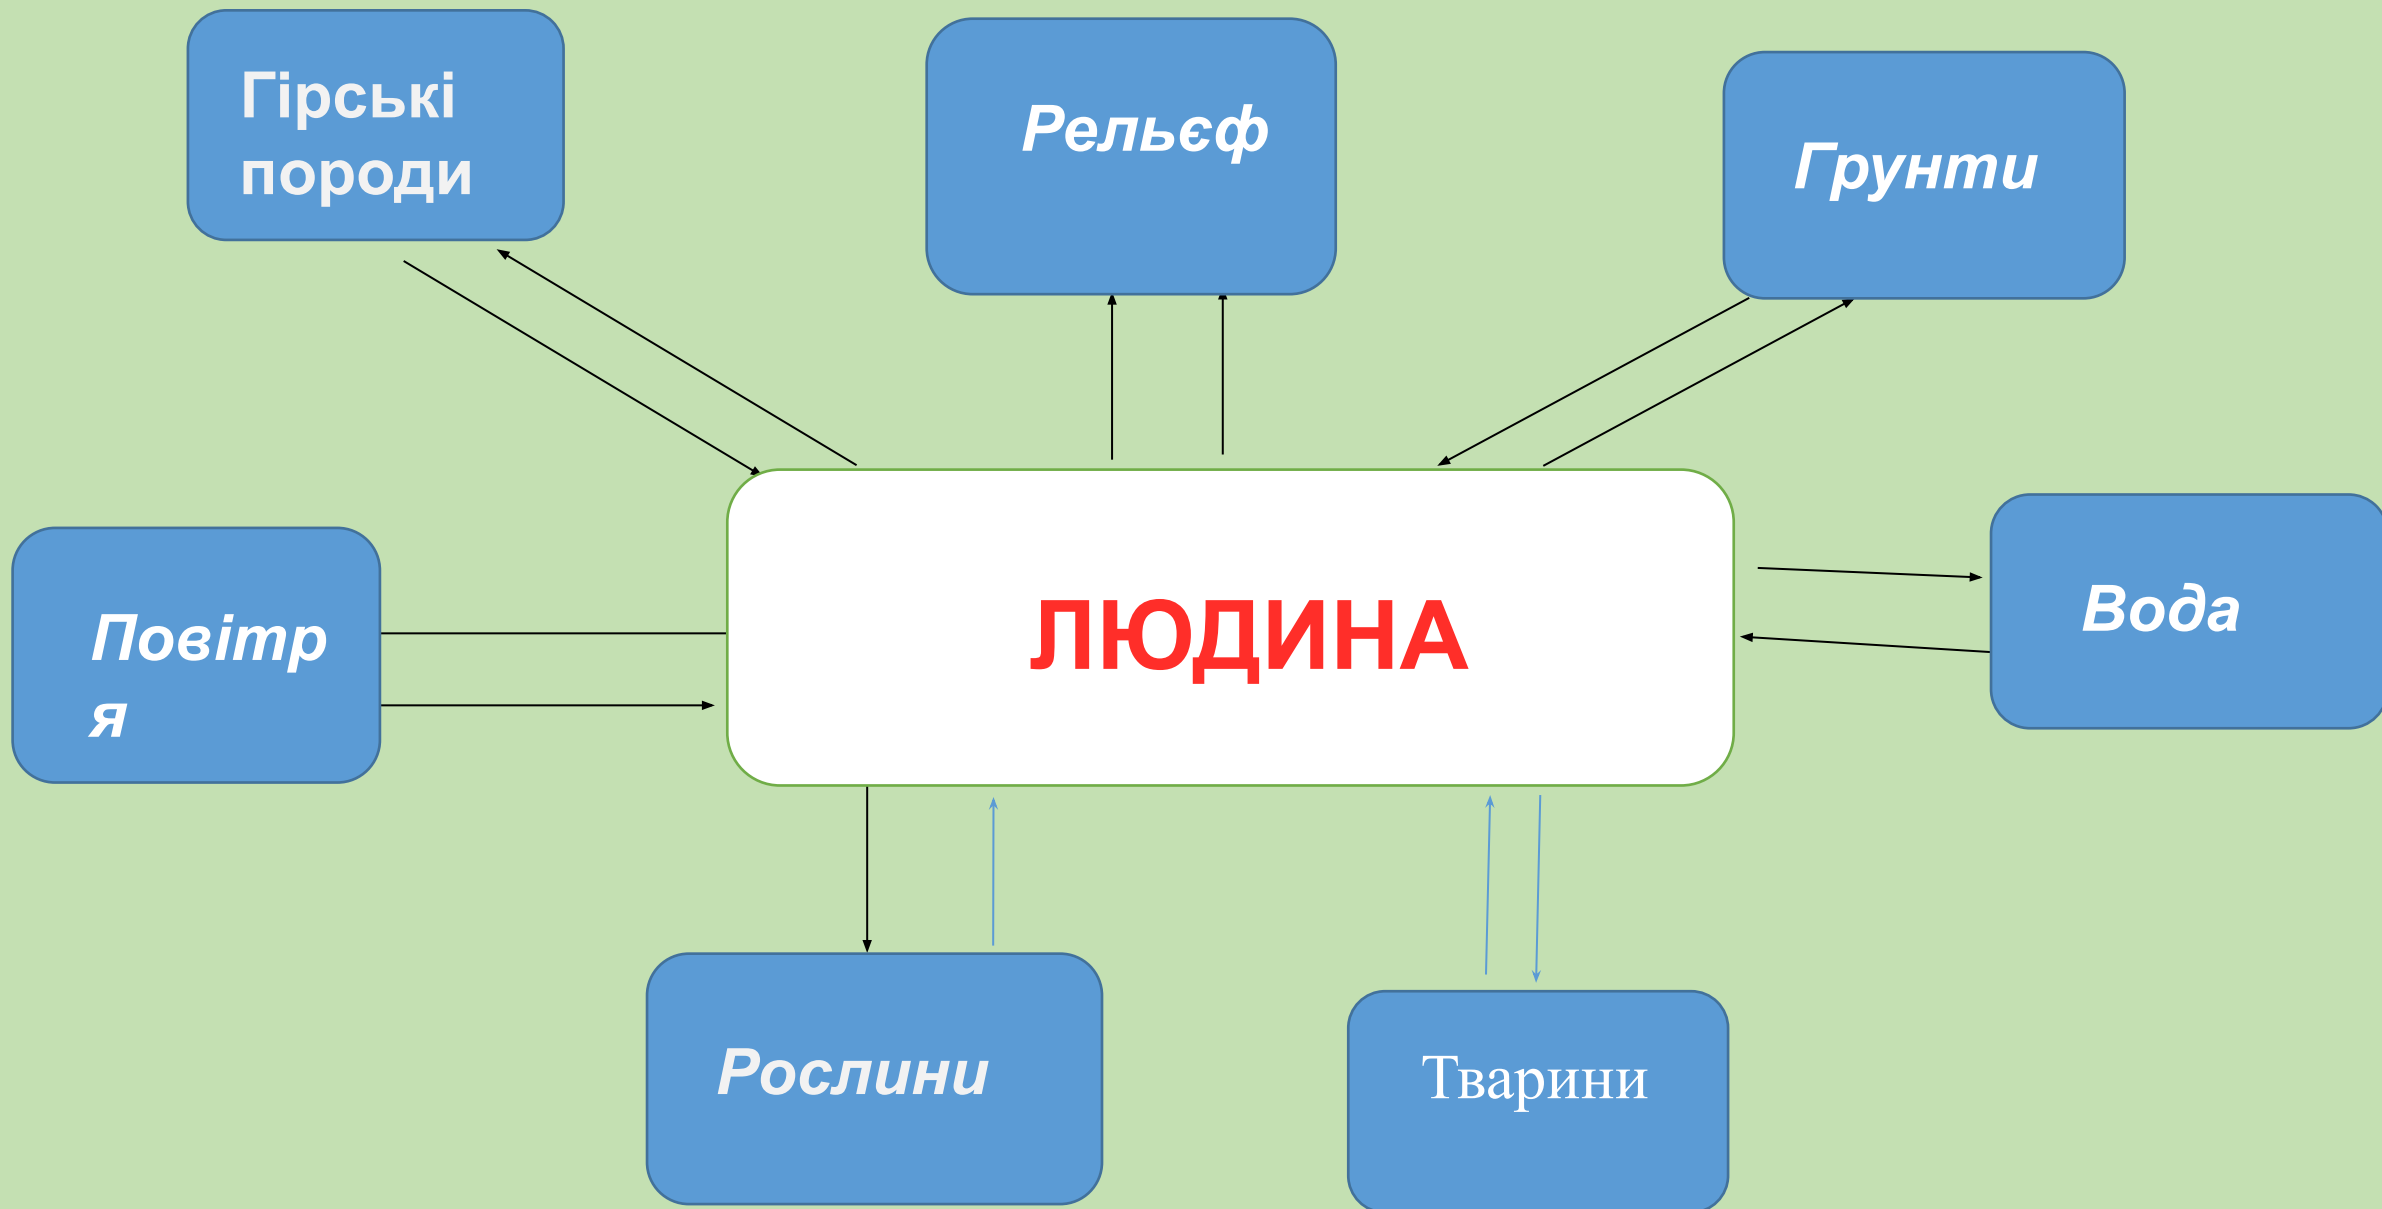 Гірські
породи
Рельєф
Грунти
Повітр
я
ЛЮДИНА
Вода
Рослини
Тварини